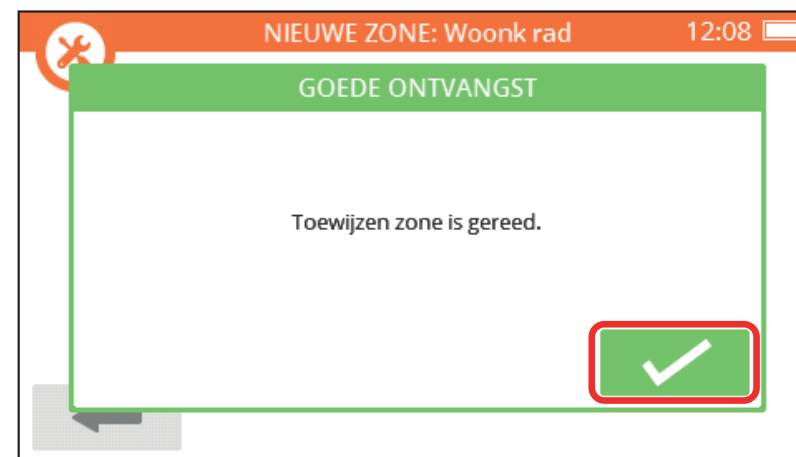 NIEUWE ZONE: Woonk rad 12:08
GOEDE ONTVANGST
Toewijzen zone is gereed.